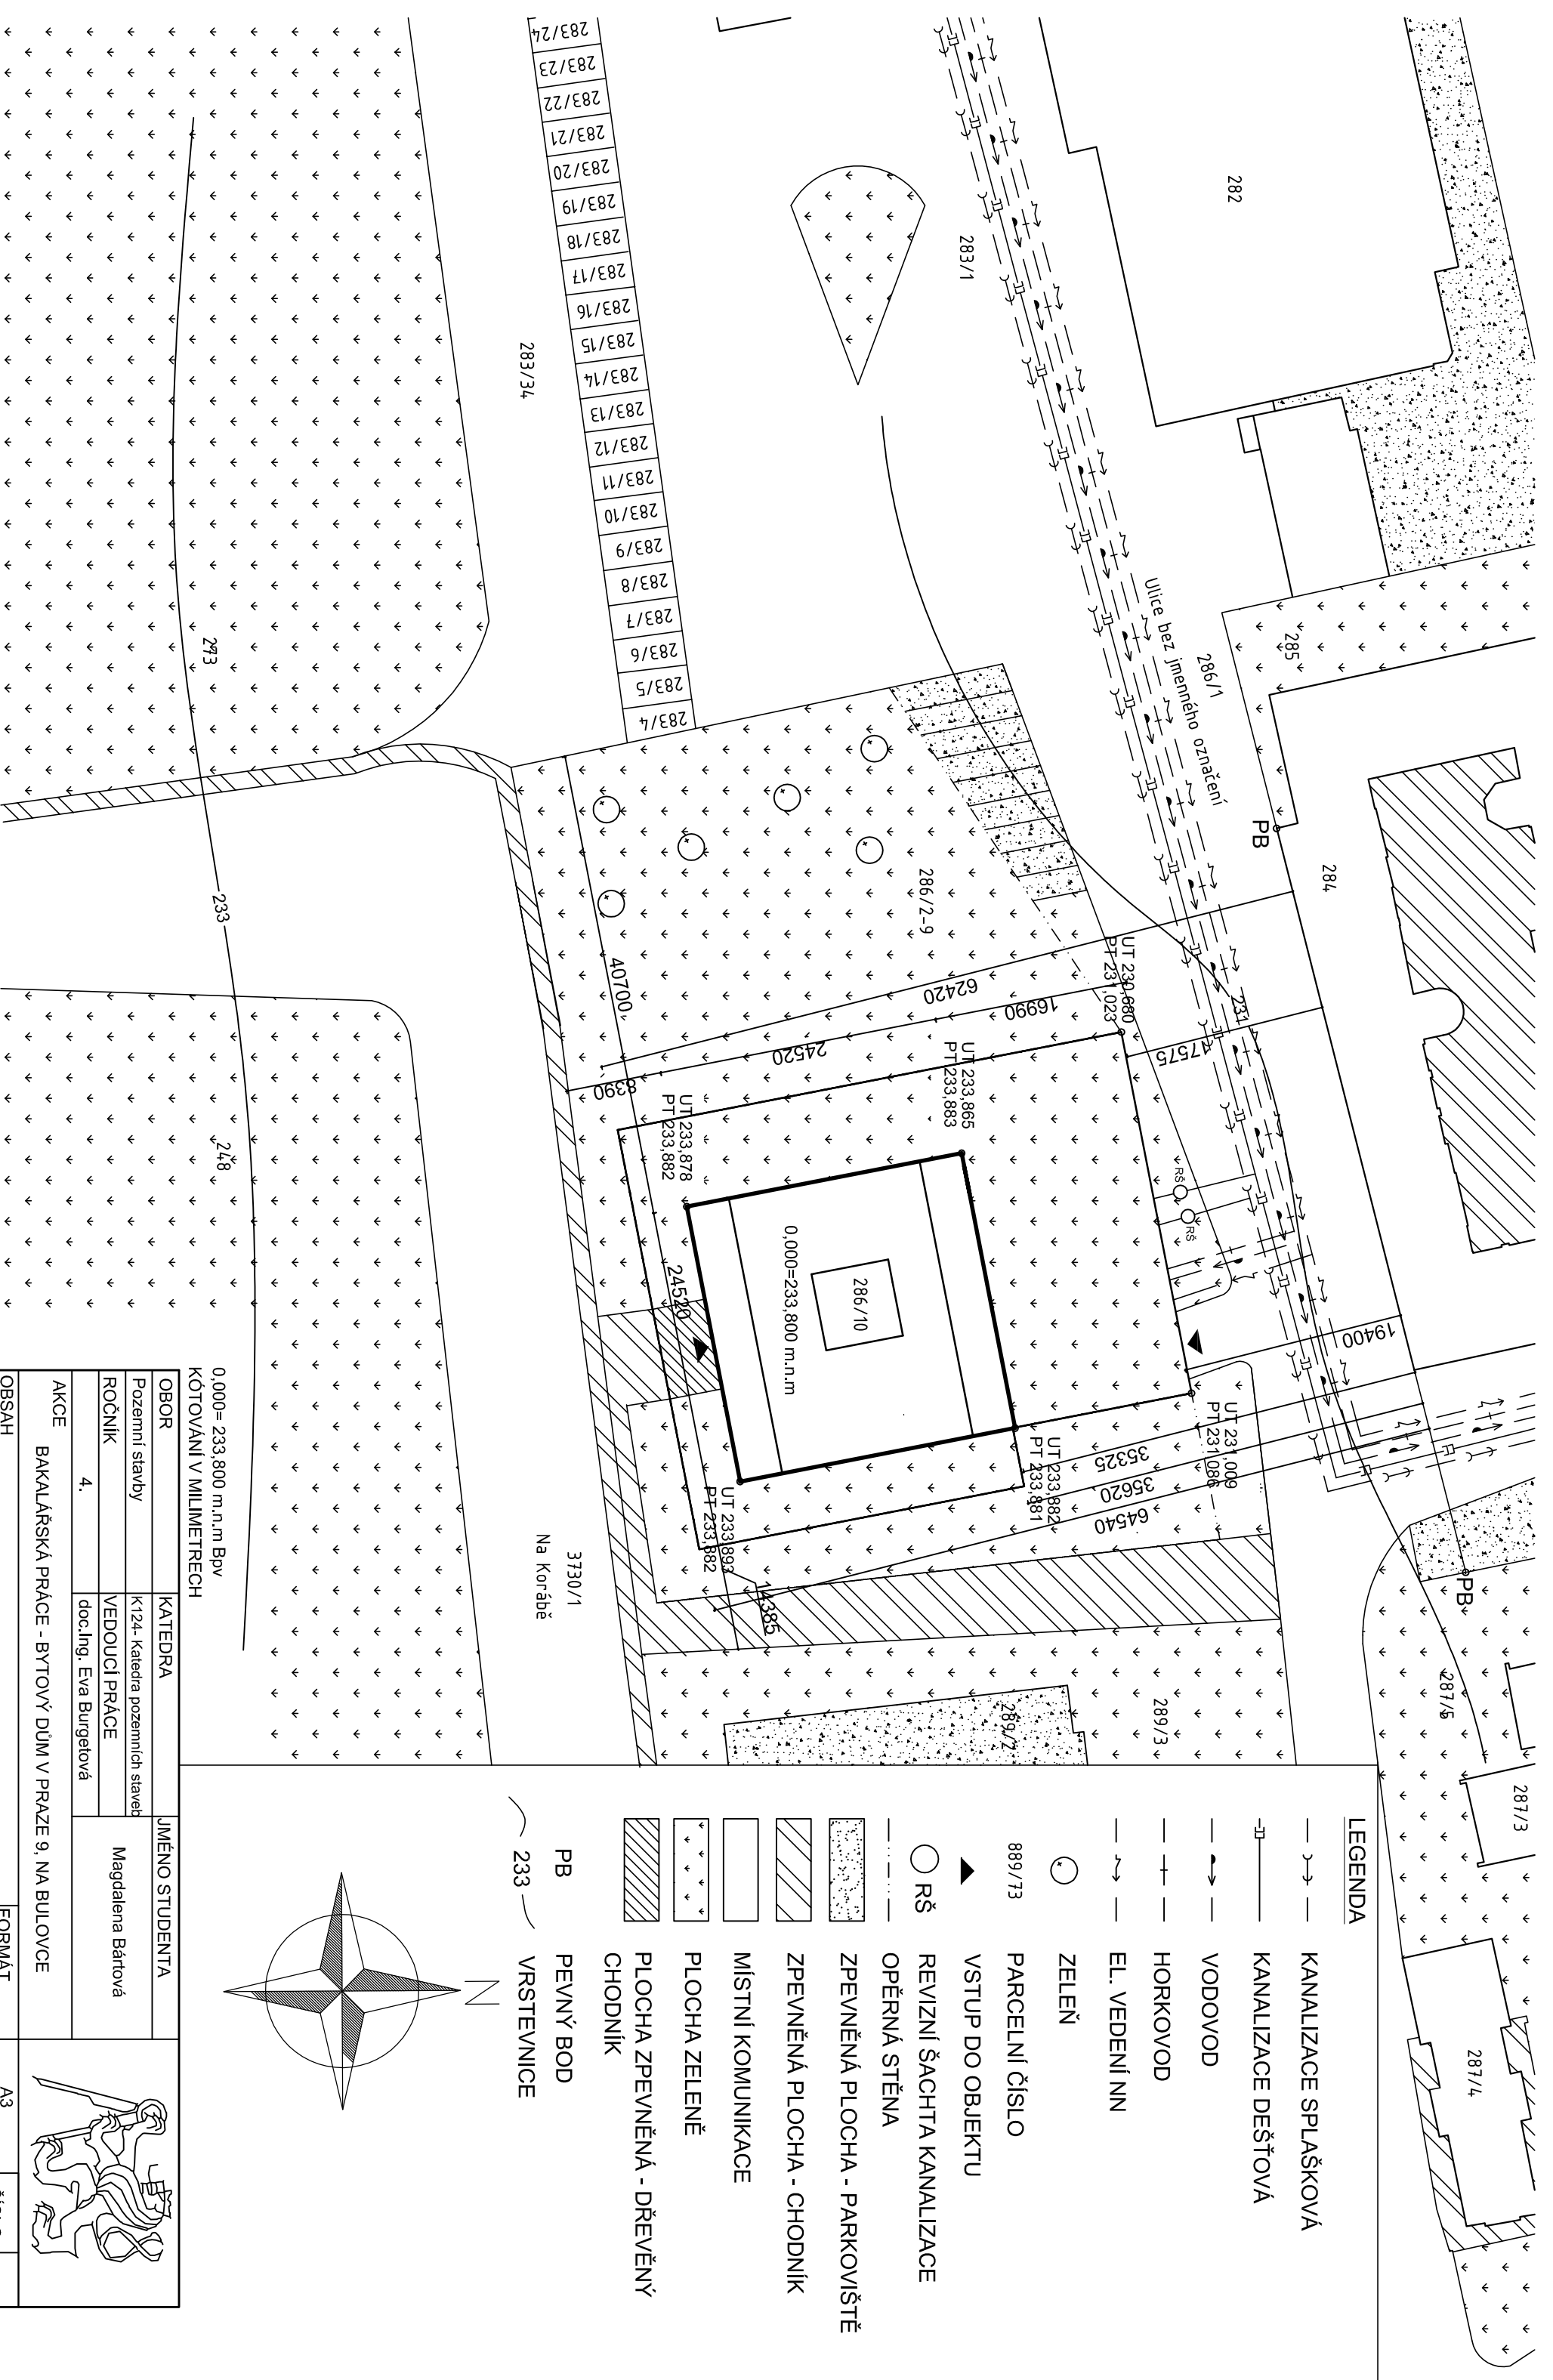 282
283/1
283/34
283/24
283/23
283/22
283/21
283/20
283/19
283/18
283/17
283/16
283/15
283/14
283/13
283/12
283/11
283/10
283/9
283/8
283/7
283/6
283/5
283/4
273
285
286/1
Ulice bez jmenného označení
284
PB
286/2-9
233
231
248
UT 230,680
PT 231,023
62420
16990
24520
40700
8390
47575
UT 233,865
PT 233,883
UT 233,878
PT 233,882
RŠ
RŠ
286/10
0,000=233,800 m.n.m
24520
19400
UT 231,009
PT 231,086
35325
35620
64540
UT 233,882
PT 233,881
UT 233,893
PT 233,882
14385
PB
3730/1
Na Korábě
287/5
289/3
289/2
287/3
287/4
LEGENDA
KANALIZACE SPLAŠKOVÁ
KANALIZACE DEŠŤOVÁ
VODOVOD
HORKOVOD
EL. VEDENÍ NN
ZELEŇ
889/73 PARCELNÍ ČÍSLO
VSTUP DO OBJEKTU
RŠ REVIZNÍ ŠACHTA KANALIZACE
OPĚRNÁ STĚNA
ZPEVNĚNÁ PLOCHA - PARKOVIŠTĚ
ZPEVNĚNÁ PLOCHA - CHODNÍK
MÍSTNÍ KOMUNIKACE
PLOCHA ZELENĚ
PLOCHA ZPEVNĚNÁ - DŘEVĚNÝ
CHODNÍK
PB PEVNÝ BOD
233 VRSTEVNICE
N
0,000= 233,800 m.n.m Bpv
KÓTOVÁNÍ V MILIMETRECH
OBOR KATEDRA JMÉNO STUDENTA
Pozemní stavby K124- Katedra pozemních staveb Magdalena Bártová
ROČNÍK VEDOUCÍ PRÁCE
4. doc.Ing. Eva Burgetová
AKCE
BAKALÁŘSKÁ PRÁCE - BYTOVÝ DŮM V PRAZE 9, NA BULOVCE
OBSAH FORMÁT A3